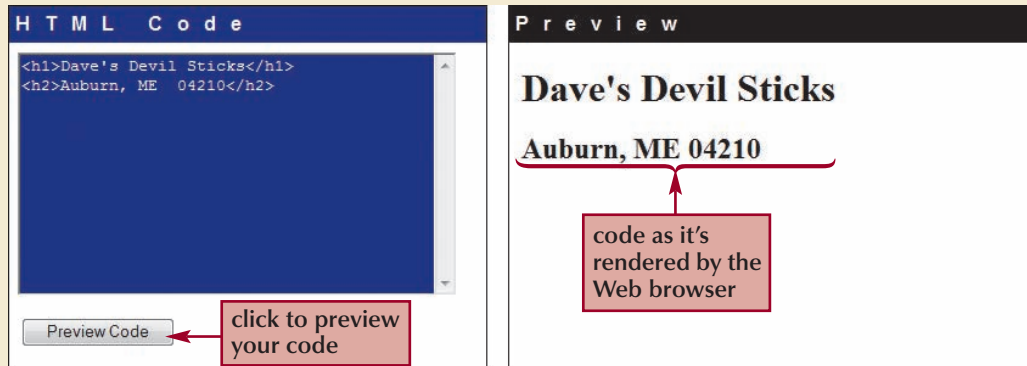 HTML Code
<h1>Dave's Devil Sticks</h1>
<h2>Auburn, ME  04210</h2>
Preview Code
click to preview
your code
Preview
Dave's Devil Sticks
Auburn, ME 04210
code as it's
rendered by the
Web browser